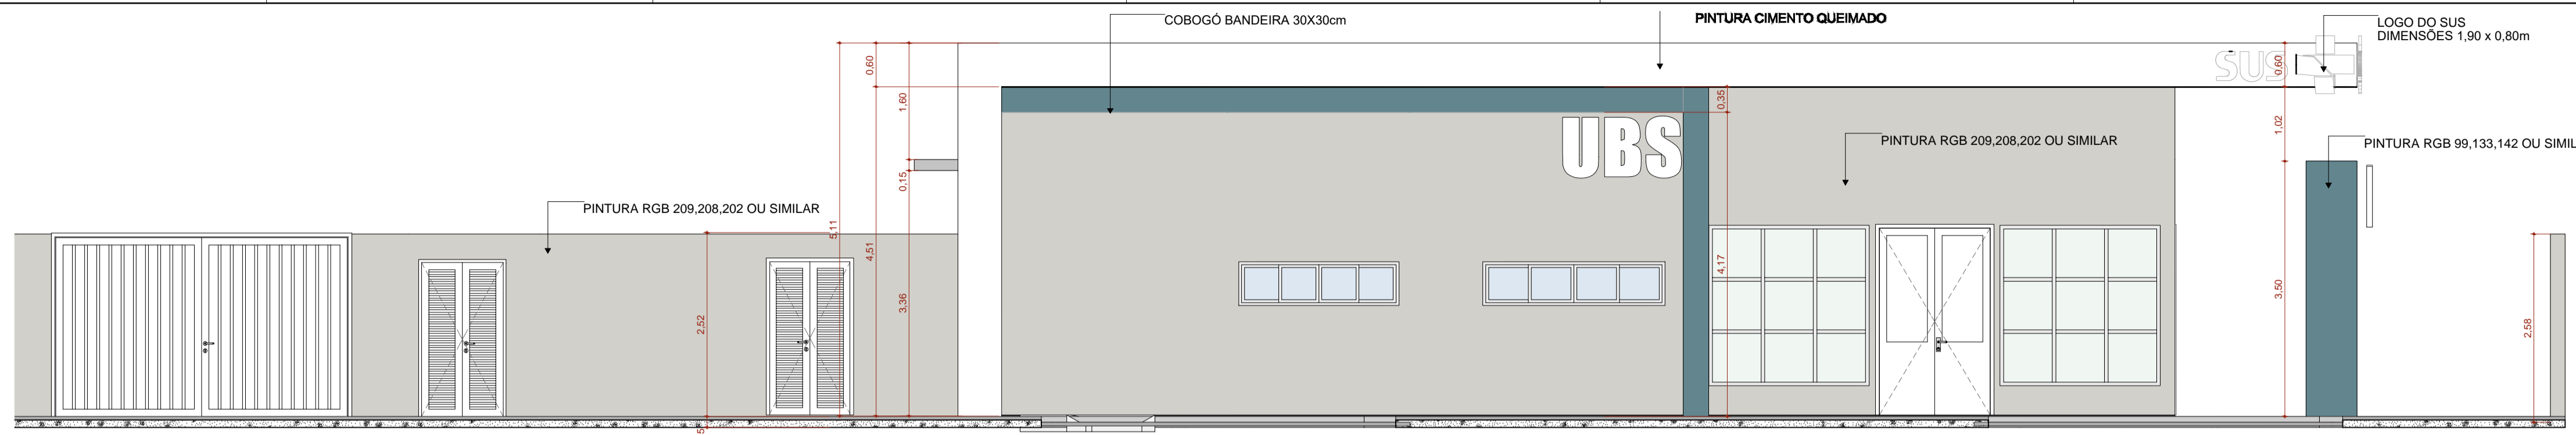 COBOGÓ BANDEIRA 30X30cm
PINTURA CIMENTO QUEIMADO
LOGO DO SUS
DIMENSÕES 1,90 x 0,80m
SUS
0,60
0,60
1,60
0,35
1,02
UBS
PINTURA RGB 209,208,202 OU SIMILAR
PINTURA RGB 99,133,142 OU SIMIL
0,15
PINTURA RGB 209,208,202 OU SIMILAR
5,11
4,51
4,17
3,36
3,50
2,52
2,58
5